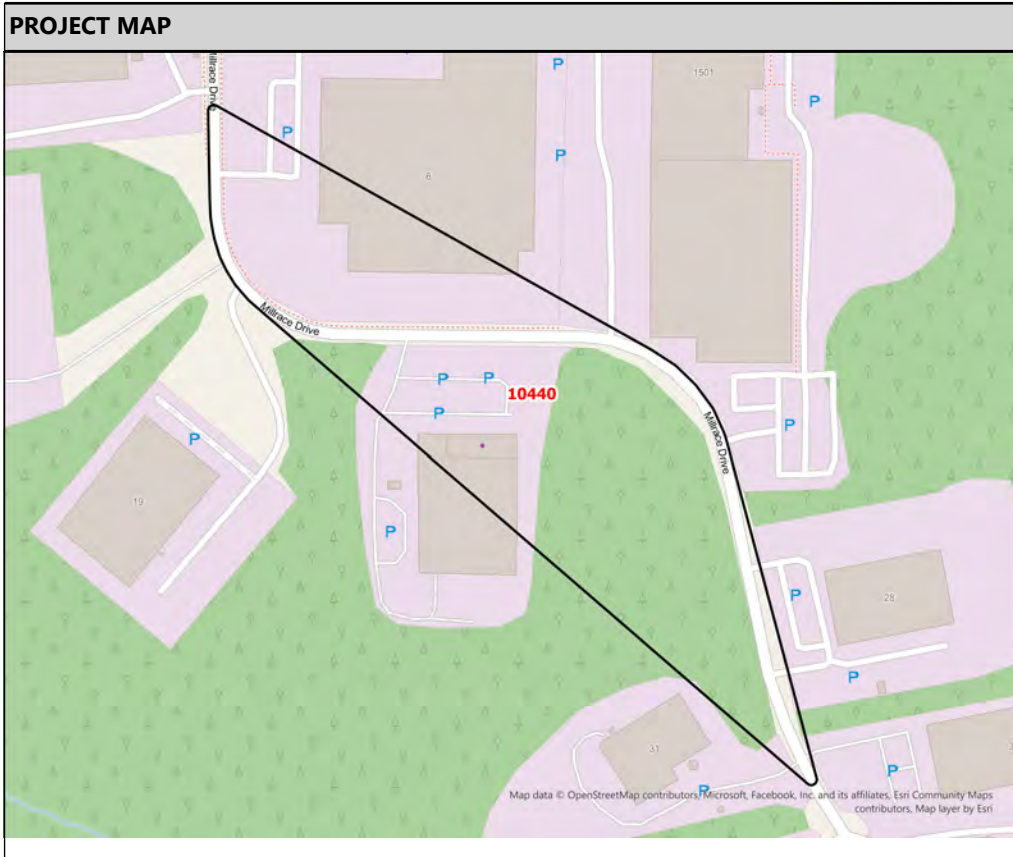 PROJECT MAP
Millrace Drive
P
1501
P
P
P
6
Millrace Drive
P
P
10440
P
Millrace Drive
P
P
19
P
28
P
P
31
P
P
Map data © OpenStreetMap contributors, Microsoft, Facebook, Inc. and its affiliates, Esri Community Maps
contributors, Map layer by Esri